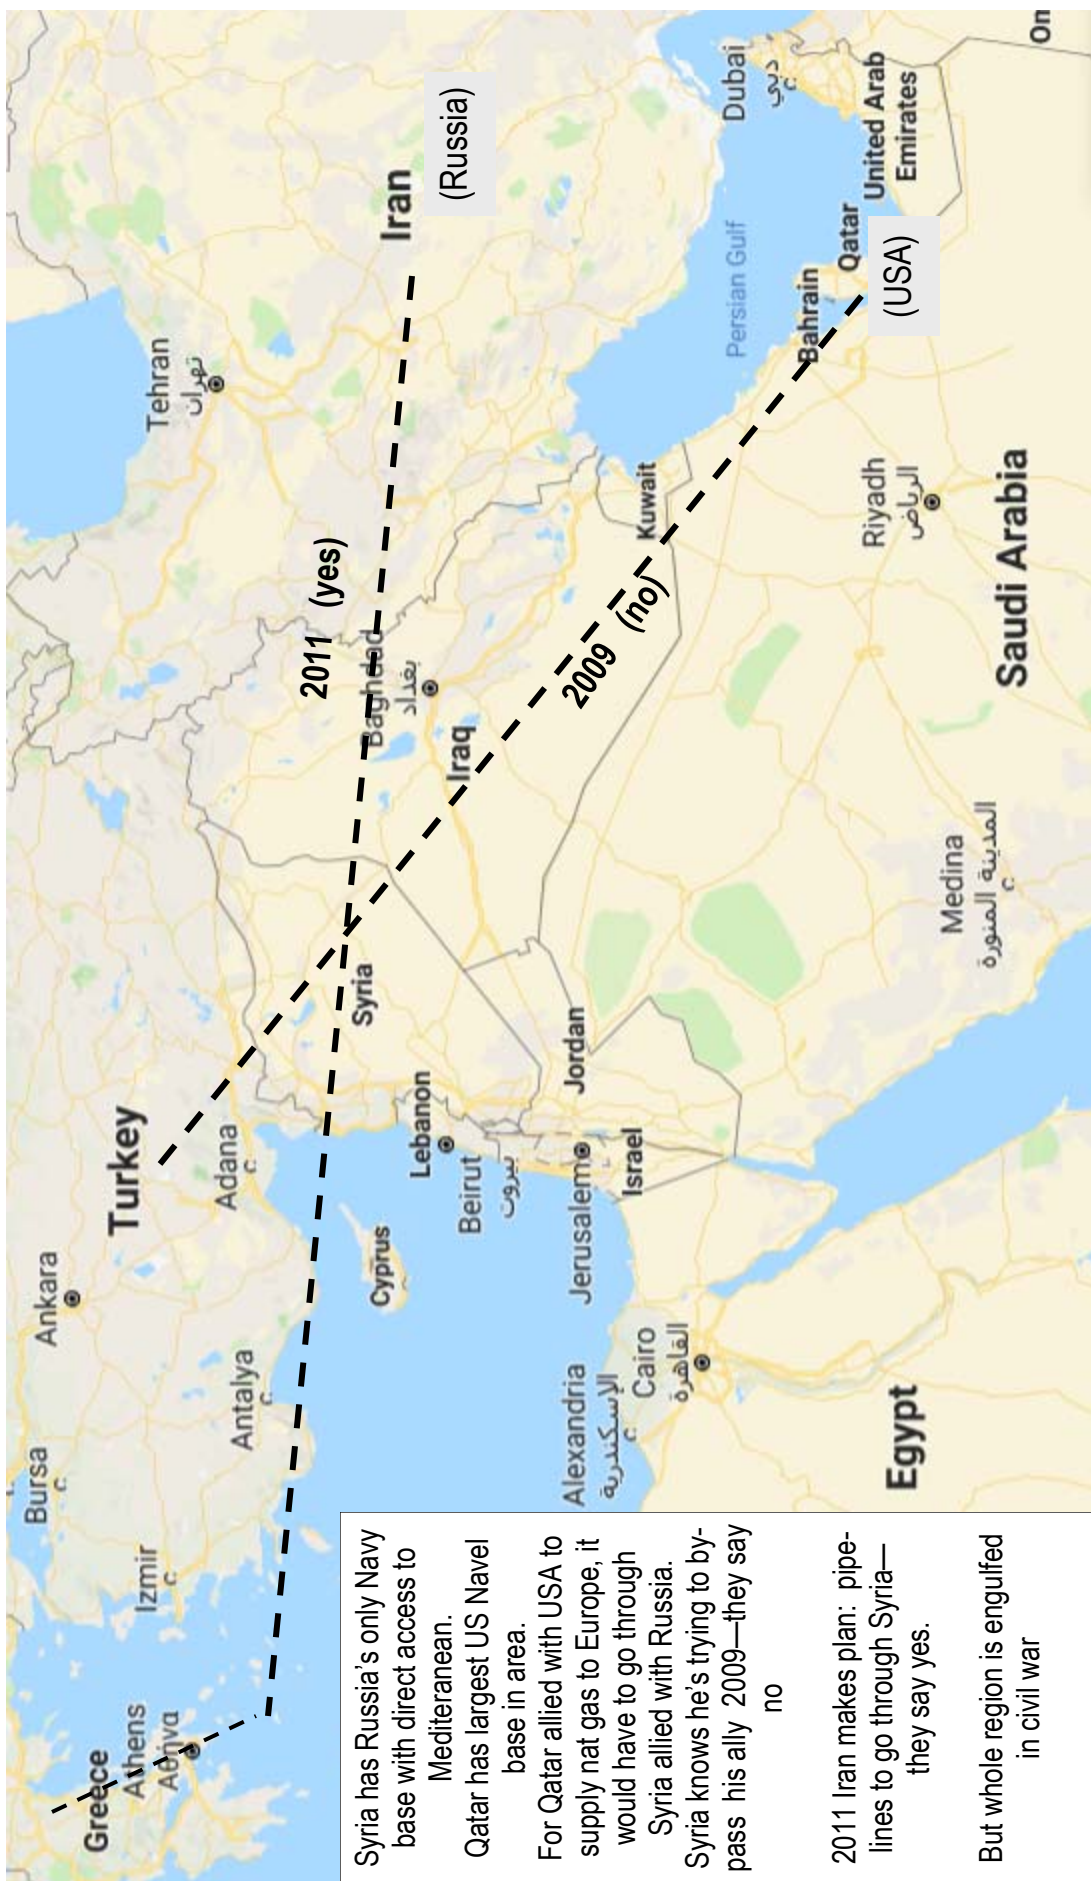 Bursa
Ankara
Greece
Athens
Αθήνα
Izmir
Turkey
Tehran
تهران
Adana
Antalya
2011 (yes)
Syria
Baghdad
بغداد
Iran
(Russia)
Cyprus
Lebanon
Iraq
Beirut
بيروت
2009 (no)
Kuwait
Jordan
Jerusalem
Israel
Alexandria
الإسكندرية
Cairo
القاهرة
Persian Gulf
Dubai
دبي
Bahrain
Qatar
United Arab
Emirates
(USA)
Riyadh
الرياض
Egypt
Medina
المدينة المنورة
Saudi Arabia
Syria has Russia's only Navy
base with direct access to
Mediteranean.
Qatar has largest US Navel
base in area.
For Qatar allied with USA to
supply nat gas to Europe, it
would have to go through
Syria allied with Russia.
Syria knows he's trying to by-
pass his ally 2009—they say
no
2011 Iran makes plan: pipe-
lines to go through Syria—
they say yes.
But whole region is engulfed
in civil war